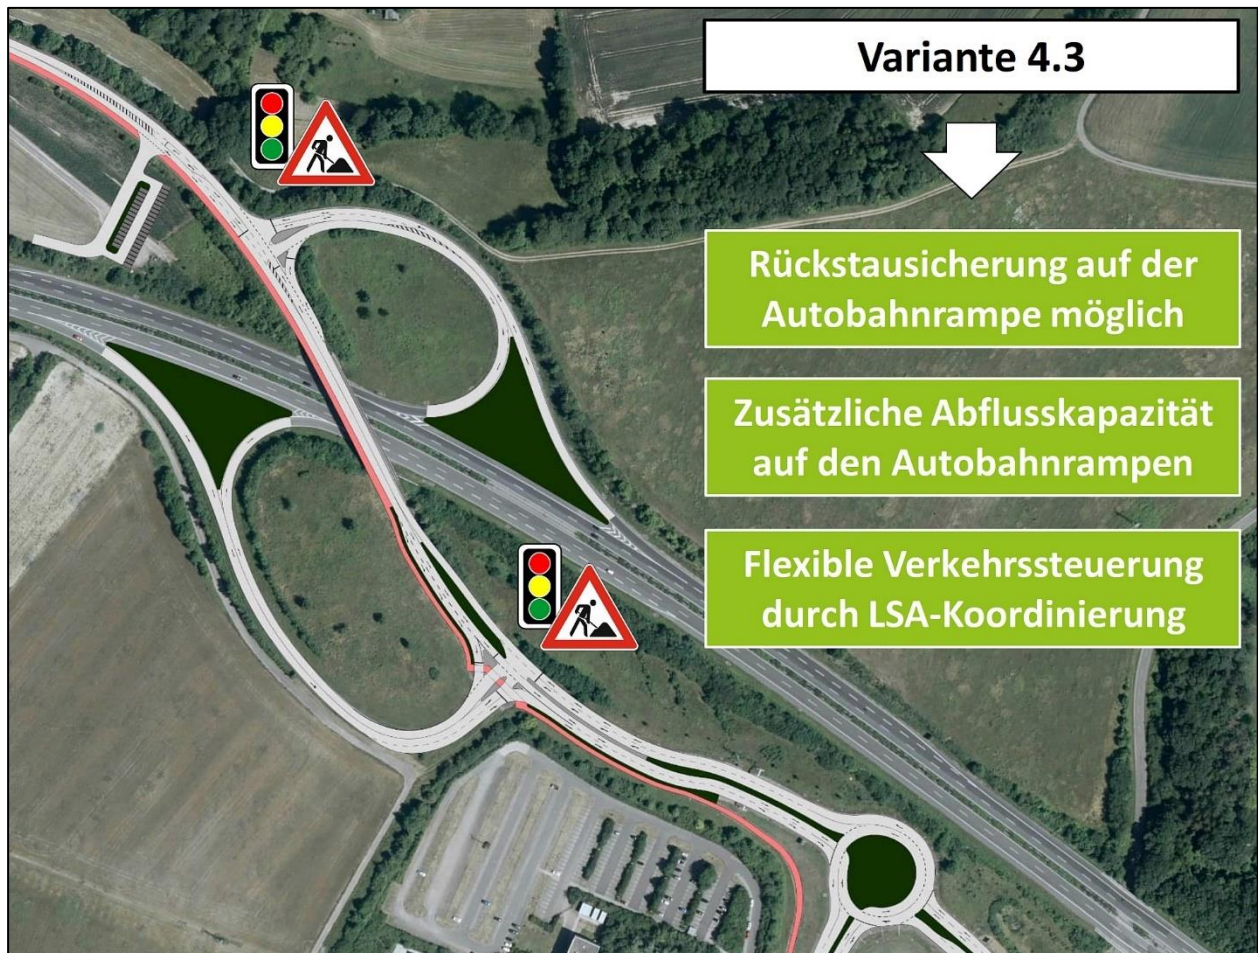 Variante 4.3
Rückstausicherung auf der
Autobahnrampe möglich
Zusätzliche Abflusskapazität
auf den Autobahnrampen
Flexible Verkehrssteuerung
durch LSA-Koordinierung